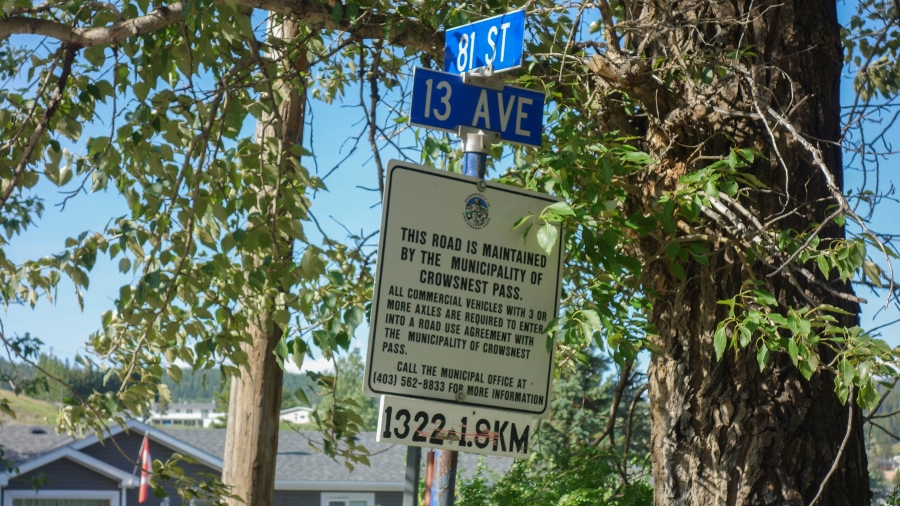 81 ST
13 AVE
THIS ROAD IS MAINTAINED
BY THE MUNICIPALITY OF
CROWSNEST PASS.
ALL COMMERCIAL VEHICLES WITH 3 OR
MORE AXLES ARE REQUIRED TO ENTER
INTO A ROAD USE AGREEMENT WITH
THE MUNICIPALITY OF CROWSNEST
PASS.
CALL THE MUNICIPAL OFFICE AT
(403) 562-8833 FOR MORE INFORMATION
1322-1.8KM